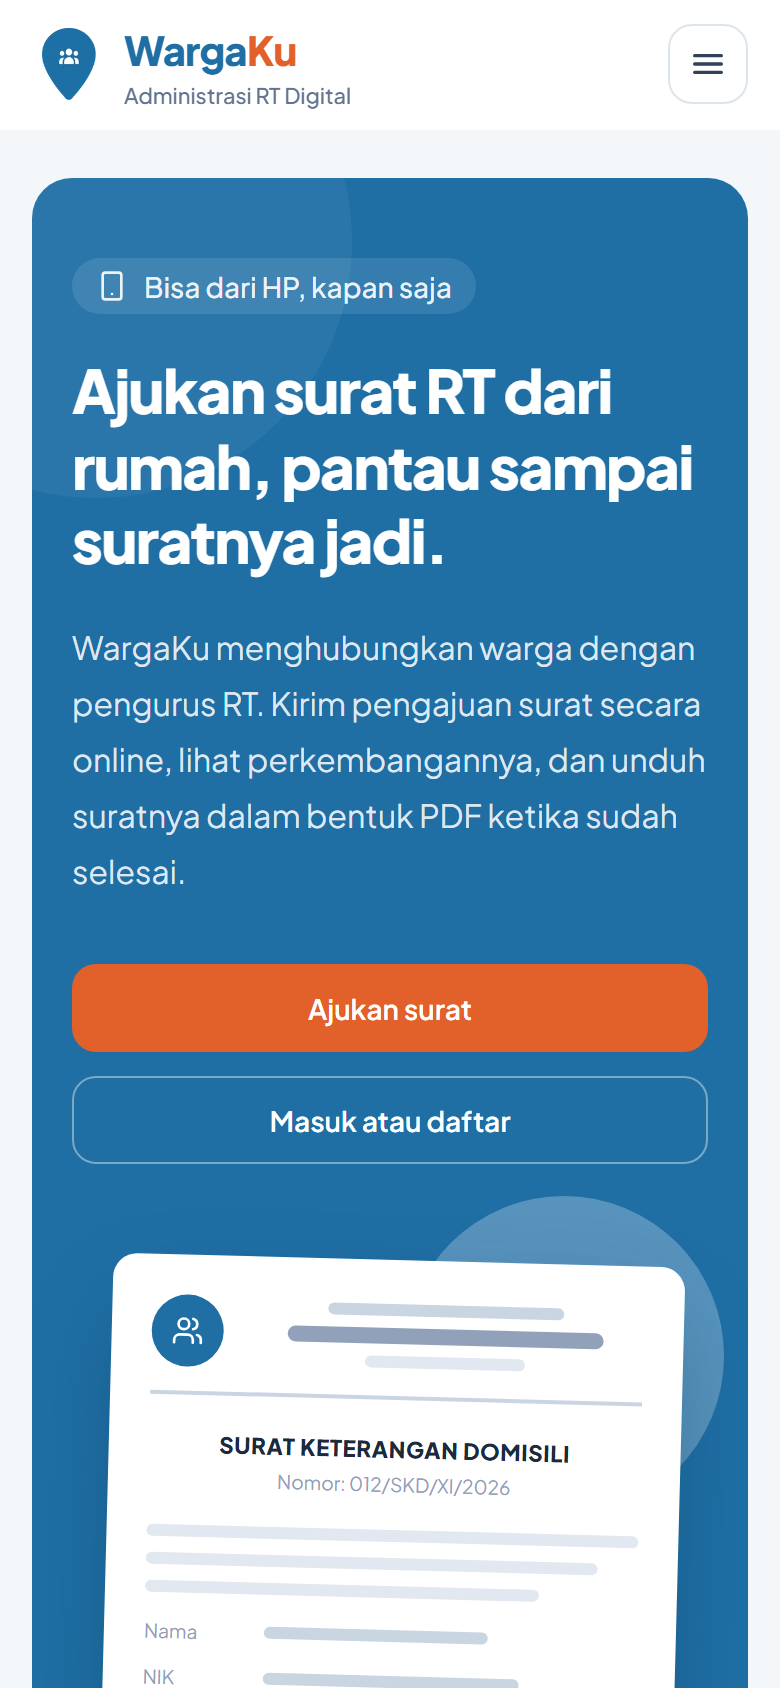 WargaKu
Administrasi RT Digital
Bisa dari HP, kapan saja
Ajukan surat RT dari
rumah, pantau sampai
suratnya jadi.
WargaKu menghubungkan warga dengan
pengurus RT. Kirim pengajuan surat secara
online, lihat perkembangannya, dan unduh
suratnya dalam bentuk PDF ketika sudah
selesai.
Ajukan surat
Masuk atau daftar
SURAT KETERANGAN DOMISILI
Nomor: 012/SKD/XI/2026
Nama
NIK